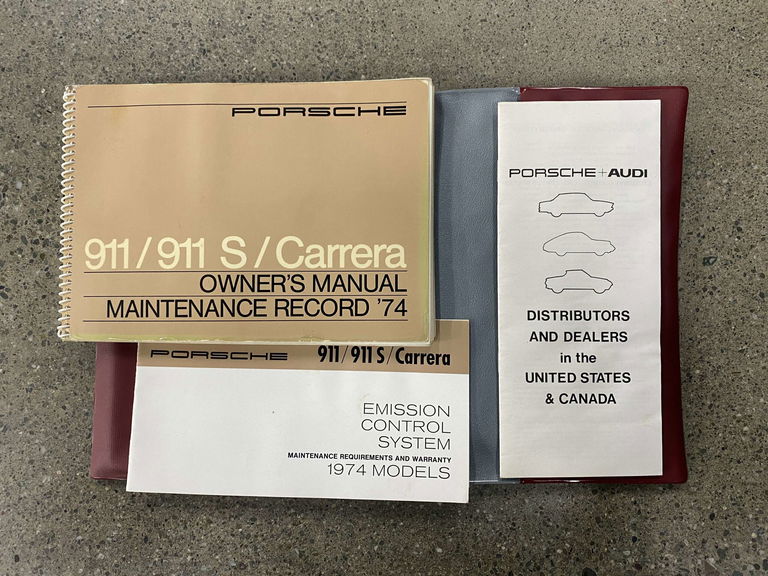 PORSCHE
911/911 S/Carrera
OWNER'S MANUAL
MAINTENANCE RECORD '74
PORSCHE 911/911 S/Carrera
EMISSION
CONTROL
SYSTEM
MAINTENANCE REQUIREMENTS AND WARRANTY
1974 MODELS
PORSCHE+AUDI
DISTRIBUTORS
AND DEALERS
in the
UNITED STATES
& CANADA